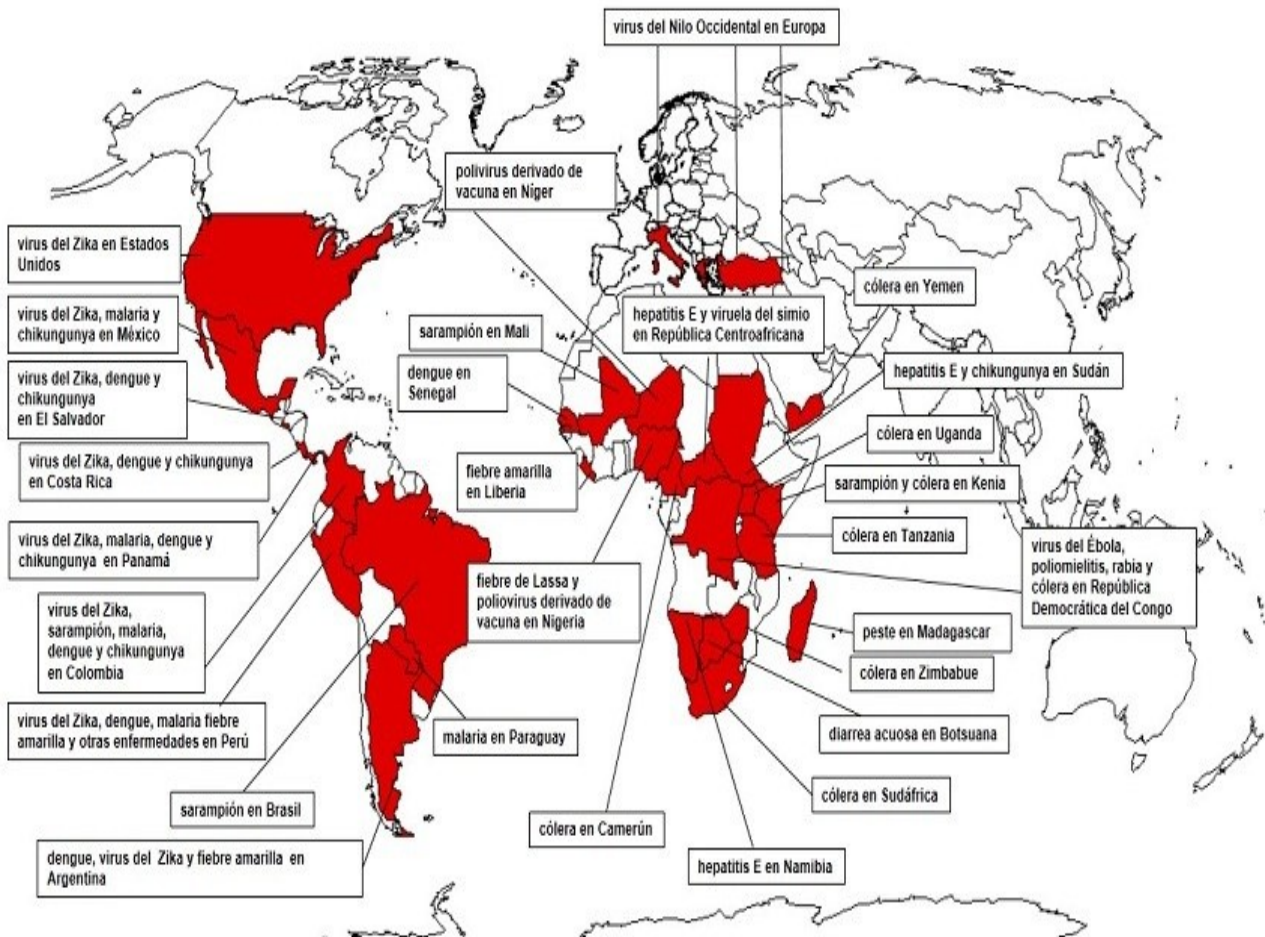 virus del Nilo Occidental en Europa
polivirus derivado de
vacuna en Níger
virus del Zika en Estados
Unidos
virus del Zika, malaria y
chikungunya en México
virus del Zika, dengue y
chikungunya
en El Salvador
virus del Zika, dengue y chikungunya
en Costa Rica
virus del Zika, malaria, dengue y
chikungunya en Panamá
virus del Zika,
sarampión, malaria,
dengue y chikungunya
en Colombia
virus del Zika, dengue, malaria fiebre
amarilla y otras enfermedades en Perú
sarampión en Brasil
dengue, virus del Zika y fiebre amarilla en
Argentina
malaria en Paraguay
sarampión en Mali
dengue en
Senegal
fiebre amarilla
en Liberia
fiebre de Lassa y
poliovirus derivado de
vacuna en Nigeria
hepatitis E y viruela del simio
en República Centroafricana
cólera en Yemen
hepatitis E y chikungunya en Sudán
cólera en Uganda
sarampión y cólera en Kenia
cólera en Tanzania
virus del Ébola,
poliomielitis, rabia y
cólera en República
Democrática del Congo
peste en Madagascar
cólera en Zimbabue
diarrea acuosa en Botsuana
cólera en Sudáfrica
cólera en Camerún
hepatitis E en Namibia